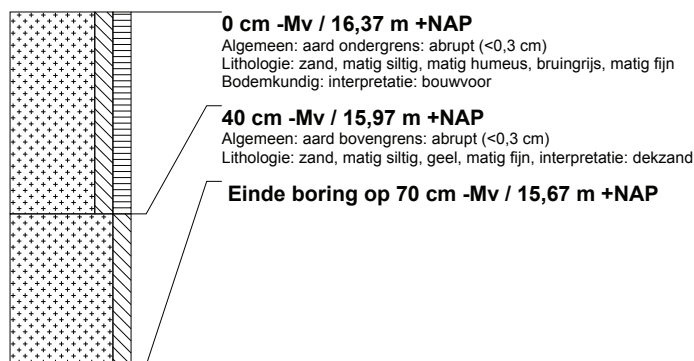 0 cm -Mv / 16,37 m +NAP
Algemeen: aard ondergrens: abrupt (<0,3 cm)
Lithologie: zand, matig siltig, matig humeus, bruingrijs, matig fijn
Bodemkundig: interpretatie: bouwvoor
40 cm -Mv / 15,97 m +NAP
Algemeen: aard bovengrens: abrupt (<0,3 cm)
Lithologie: zand, matig siltig, geel, matig fijn, interpretatie: dekzand
Einde boring op 70 cm -Mv / 15,67 m +NAP